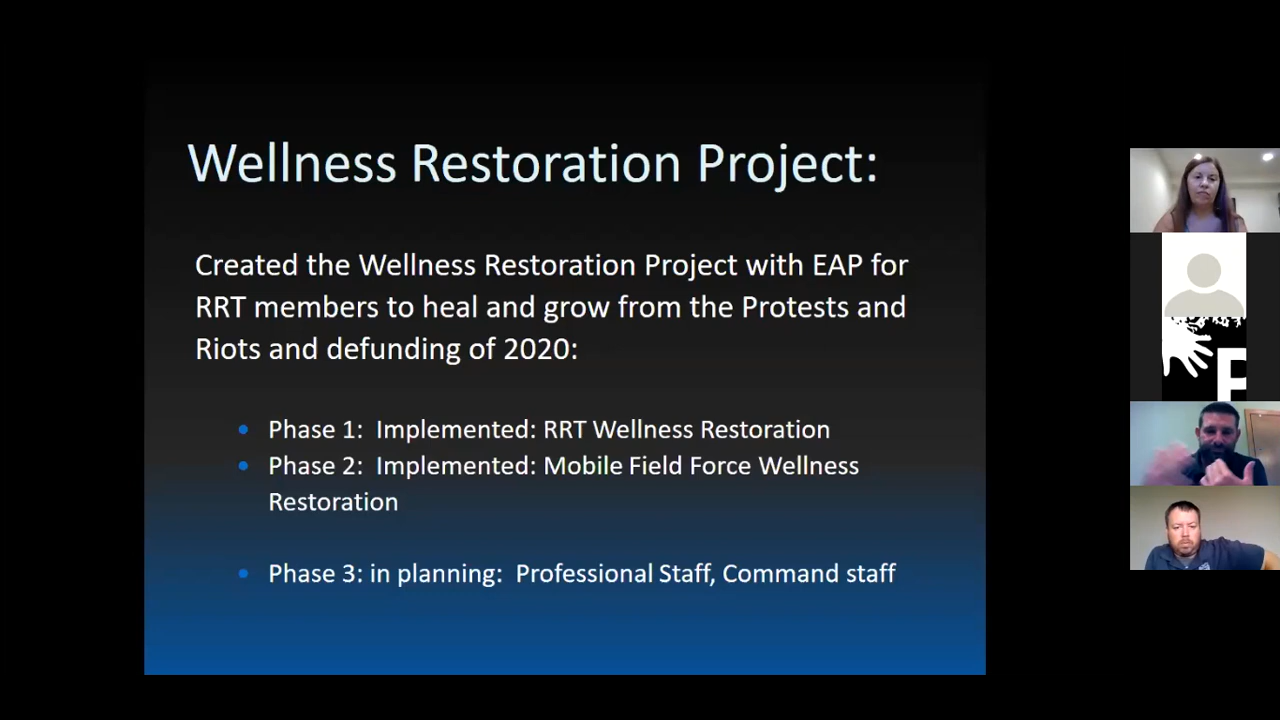 Wellness Restoration Project:
Created the Wellness Restoration Project with EAP for
RRT members to heal and grow from the Protests and
Riots and defunding of 2020:
• Phase 1:  Implemented: RRT Wellness Restoration
• Phase 2:  Implemented: Mobile Field Force Wellness
Restoration
• Phase 3: in planning:  Professional Staff, Command staff